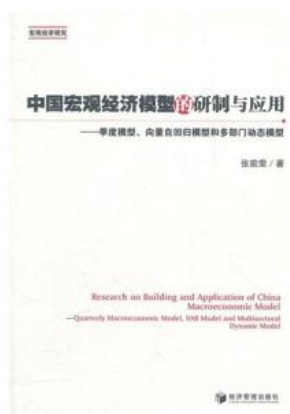 宏观经济研究
中国宏观经济模型的研制与应用
——季度模型、向量自回归模型和多部门动态模型
张前荣/著
Research on Building and Application of China
Macroeconomic Model
—Quarterly Macroeconomic Model, VAR Model and Multisectoral
Dynamic Model
经济管理出版社